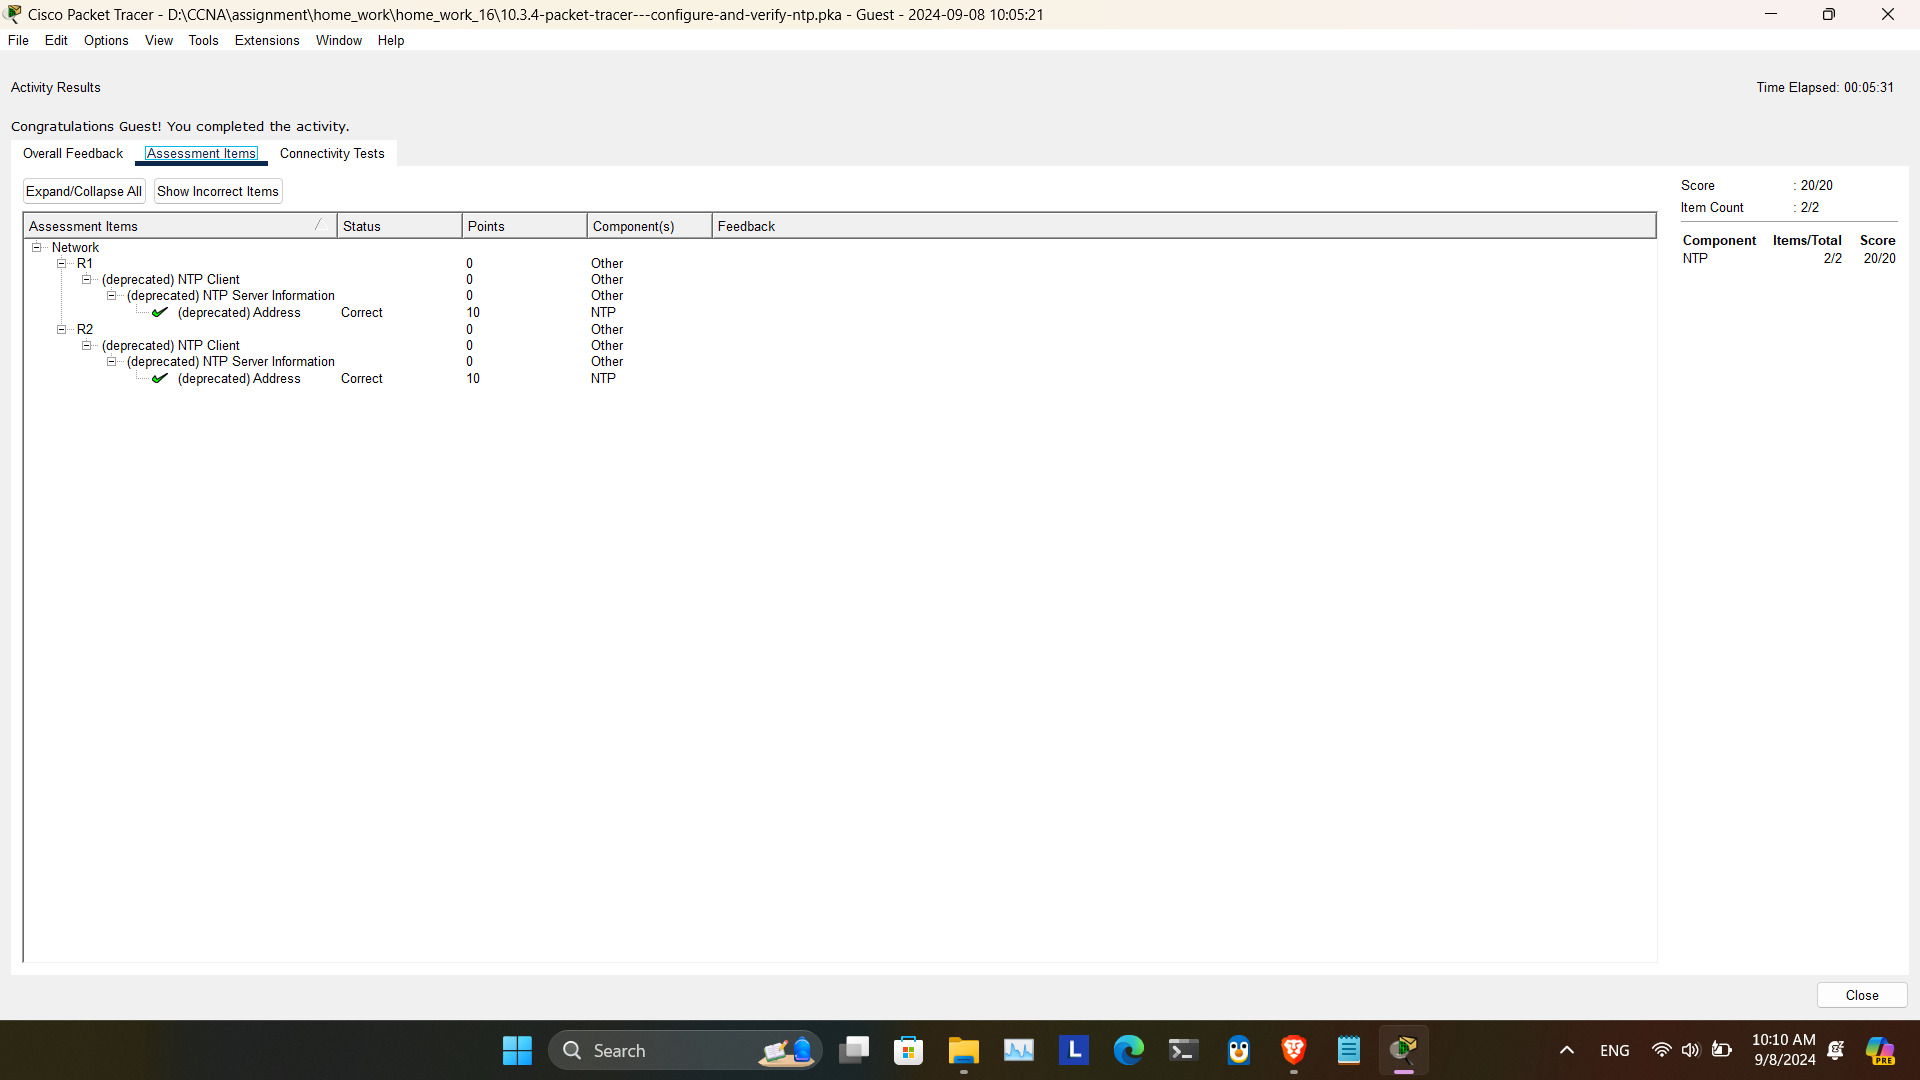 Cisco Packet Tracer - D:\CCNA\assignment\home_work\home_work_16\10.3.4-packet-tracer---configure-and-verify-ntp.pka - Guest - 2024-09-08 10:05:21
File Edit Options View Tools Extensions Window Help
Activity Results Time Elapsed: 00:05:31
Congratulations Guest! You completed the activity.
Overall Feedback Assessment Items Connectivity Tests
Expand/Collapse All Show Incorrect Items
Assessment Items Status Points Component(s) Feedback
Network
R1 0 Other
(deprecated) NTP Client 0 Other
(deprecated) NTP Server Information 0 Other
(deprecated) Address Correct 10 NTP
R2 0 Other
(deprecated) NTP Client 0 Other
(deprecated) NTP Server Information 0 Other
(deprecated) Address Correct 10 NTP
Score : 20/20
Item Count : 2/2
Component Items/Total Score
NTP 2/2 20/20
Close
Search
L
ENG
10:10 AM
9/8/2024
PRE